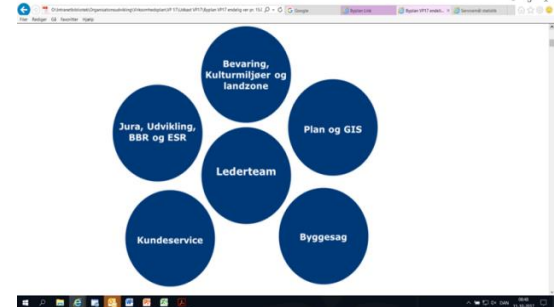 Google
Filer Rediger Gå Favoritter Hjælp
Bevaring,
Kulturmiljøer og
landzone
Jura, Udvikling,
BBR og ESR
Plan og GIS
Lederteam
Kundeservice
Byggesag